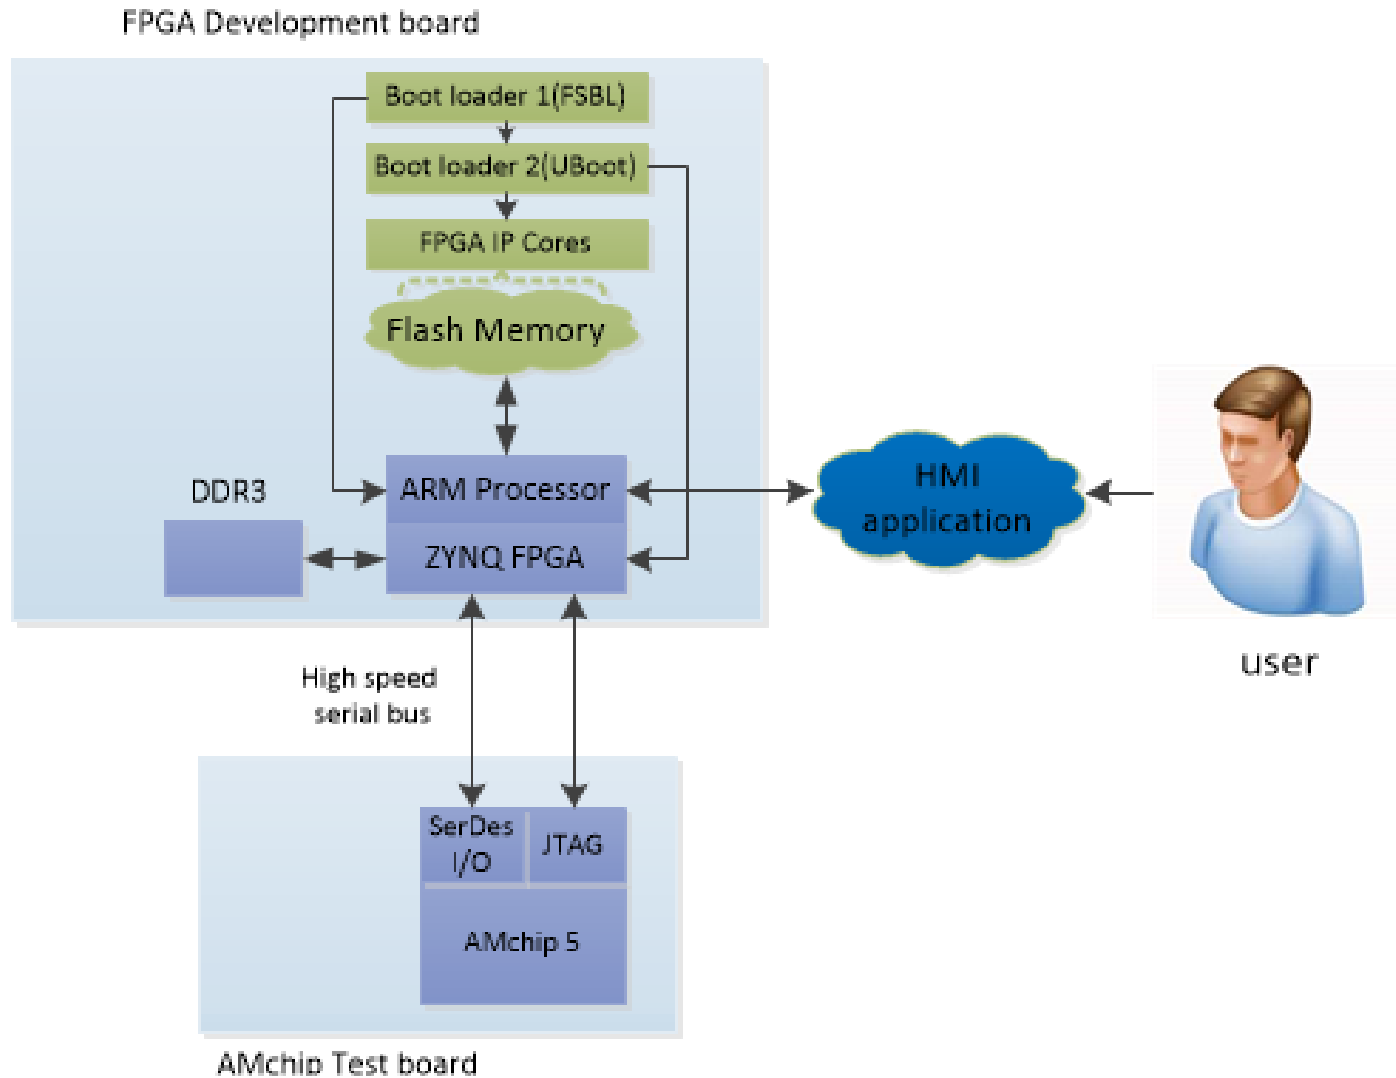 FPGA Development board
Boot loader 1(FSBL)
Boot loader 2(UBoot)
FPGA IP Cores
Flash Memory
DDR3
ARM Processor
ZYNQ FPGA
HMI
application
user
High speed
serial bus
SerDes
I/O
JTAG
AMchip 5
AMchip Test board